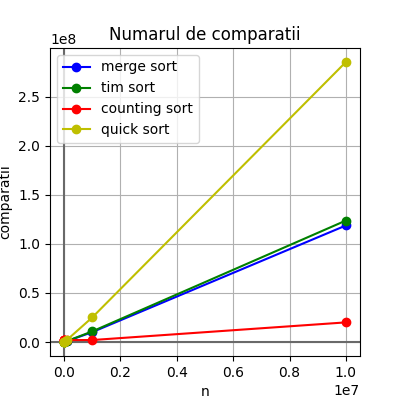 Numarul de comparatii
1e8
merge sort
tim sort
counting sort
quick sort
2.5
2.0
1.5
1.0
0.5
0.0
comparatii
0.0 0.2 0.4 0.6 0.8 1.0
n
1e7